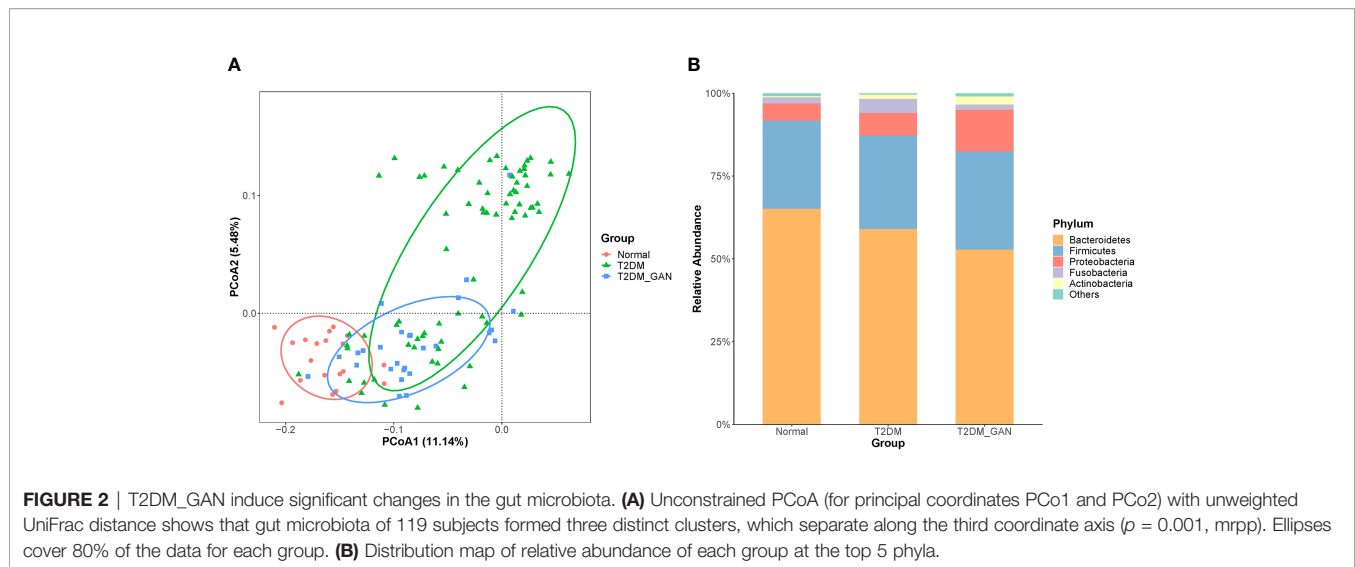 A
PCoA2 (5.48%)
0.1
0.0
−0.2
−0.1
0.0
PCoA1 (11.14%)
Group
Normal
T2DM
T2DM_GAN
B
Relative Abundance
100%
75%
50%
25%
0%
Normal
T2DM
T2DM_GAN
Group
Phylum
Bacteroidetes
Firmicutes
Proteobacteria
Fusobacteria
Actinobacteria
Others
FIGURE 2 | T2DM_GAN induce significant changes in the gut microbiota. (A) Unconstrained PCoA (for principal coordinates PCo1 and PCo2) with unweighted
UniFrac distance shows that gut microbiota of 119 subjects formed three distinct clusters, which separate along the third coordinate axis (p = 0.001, mrpp). Ellipses
cover 80% of the data for each group. (B) Distribution map of relative abundance of each group at the top 5 phyla.